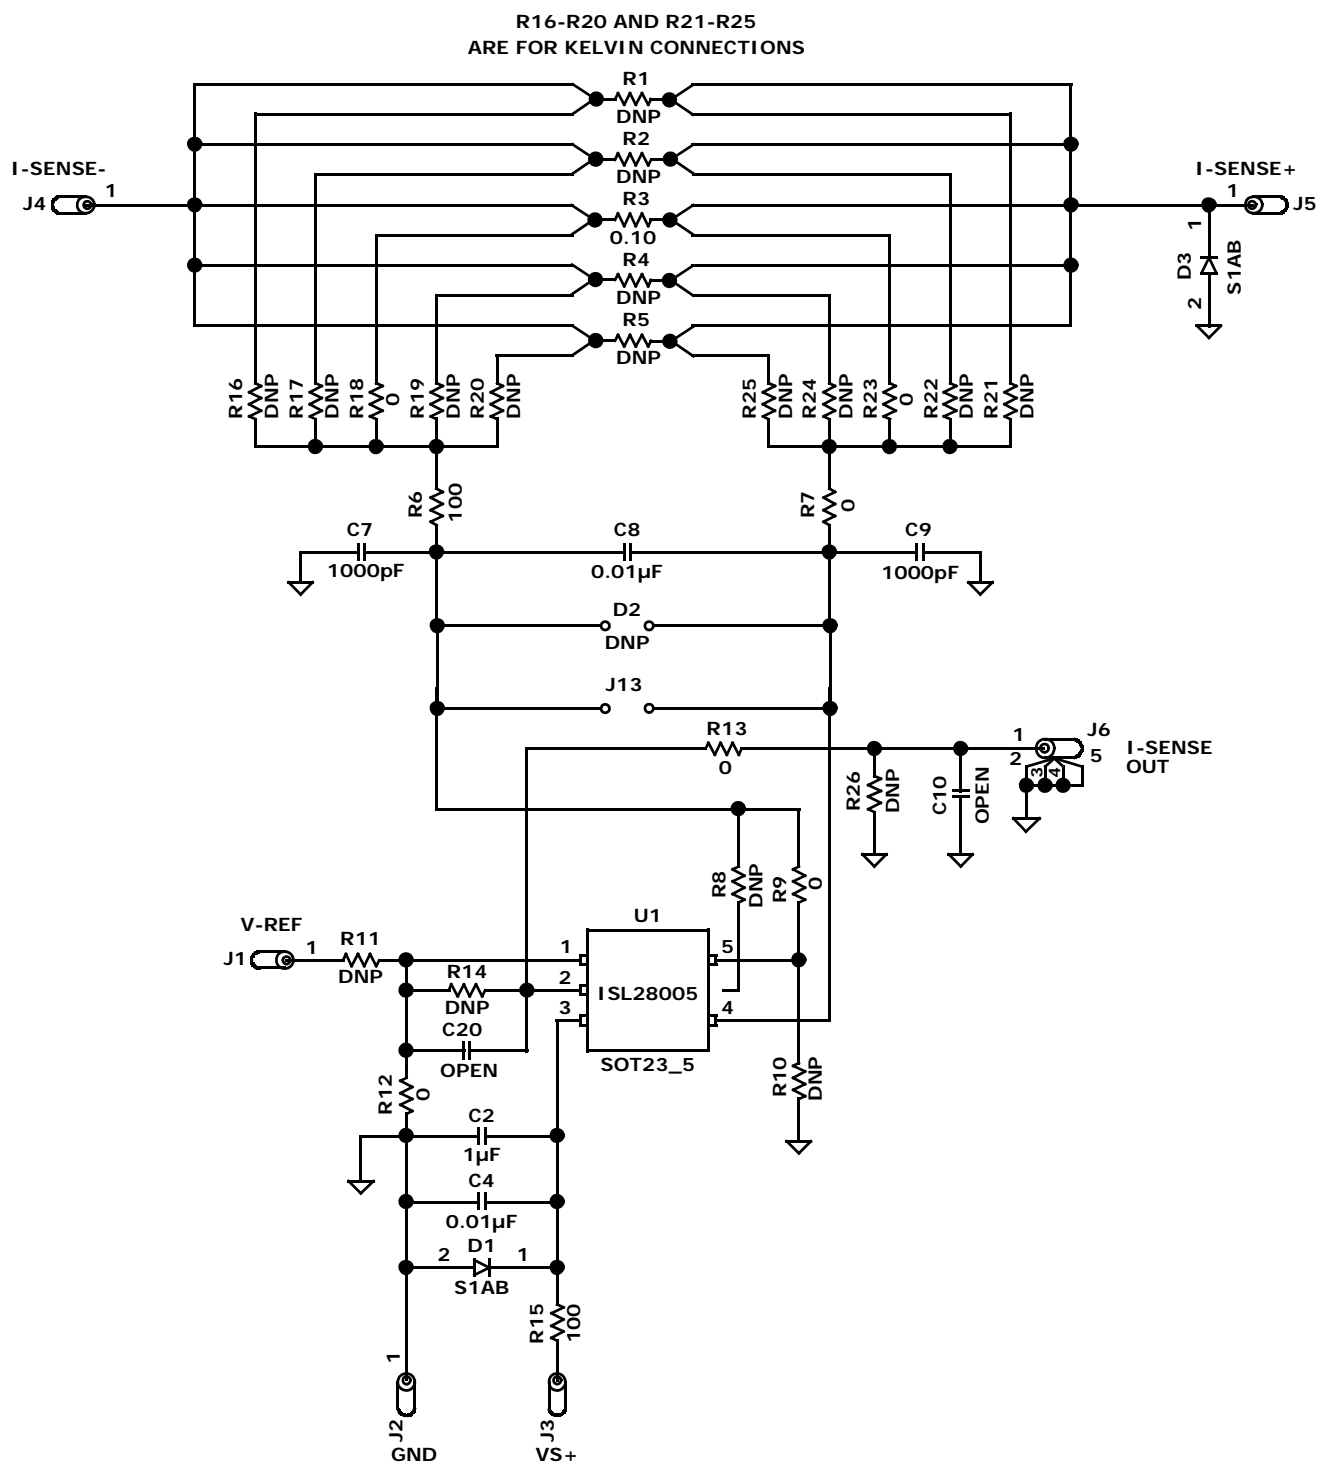 R16-R20 AND R21-R25
ARE FOR KELVIN CONNECTIONS
R1
DNP
R2
DNP
I-SENSE-
J4
1
I-SENSE+
1
J5
R3
0.10
1
D3
S1AB
2
R4
DNP
R5
DNP
R16
DNP
R17
DNP
R18
0
R19
DNP
R20
DNP
R25
DNP
R24
DNP
R23
0
R22
DNP
R21
DNP
R6
100
R7
0
C7
1000pF
C8
0.01µF
C9
1000pF
D2
DNP
J13
R13
0
1
J6
2
3
4
5
I-SENSE
OUT
R26
DNP
C10
OPEN
R8
DNP
R9
0
V-REF
J1
1
R11
DNP
U1
1
5
R14
DNP
2
ISL28005
3
4
C20
OPEN
SOT23_5
R12
0
R10
DNP
C2
1µF
C4
0.01µF
D1
2
1
S1AB
R15
100
1
J2
GND
J3
VS+